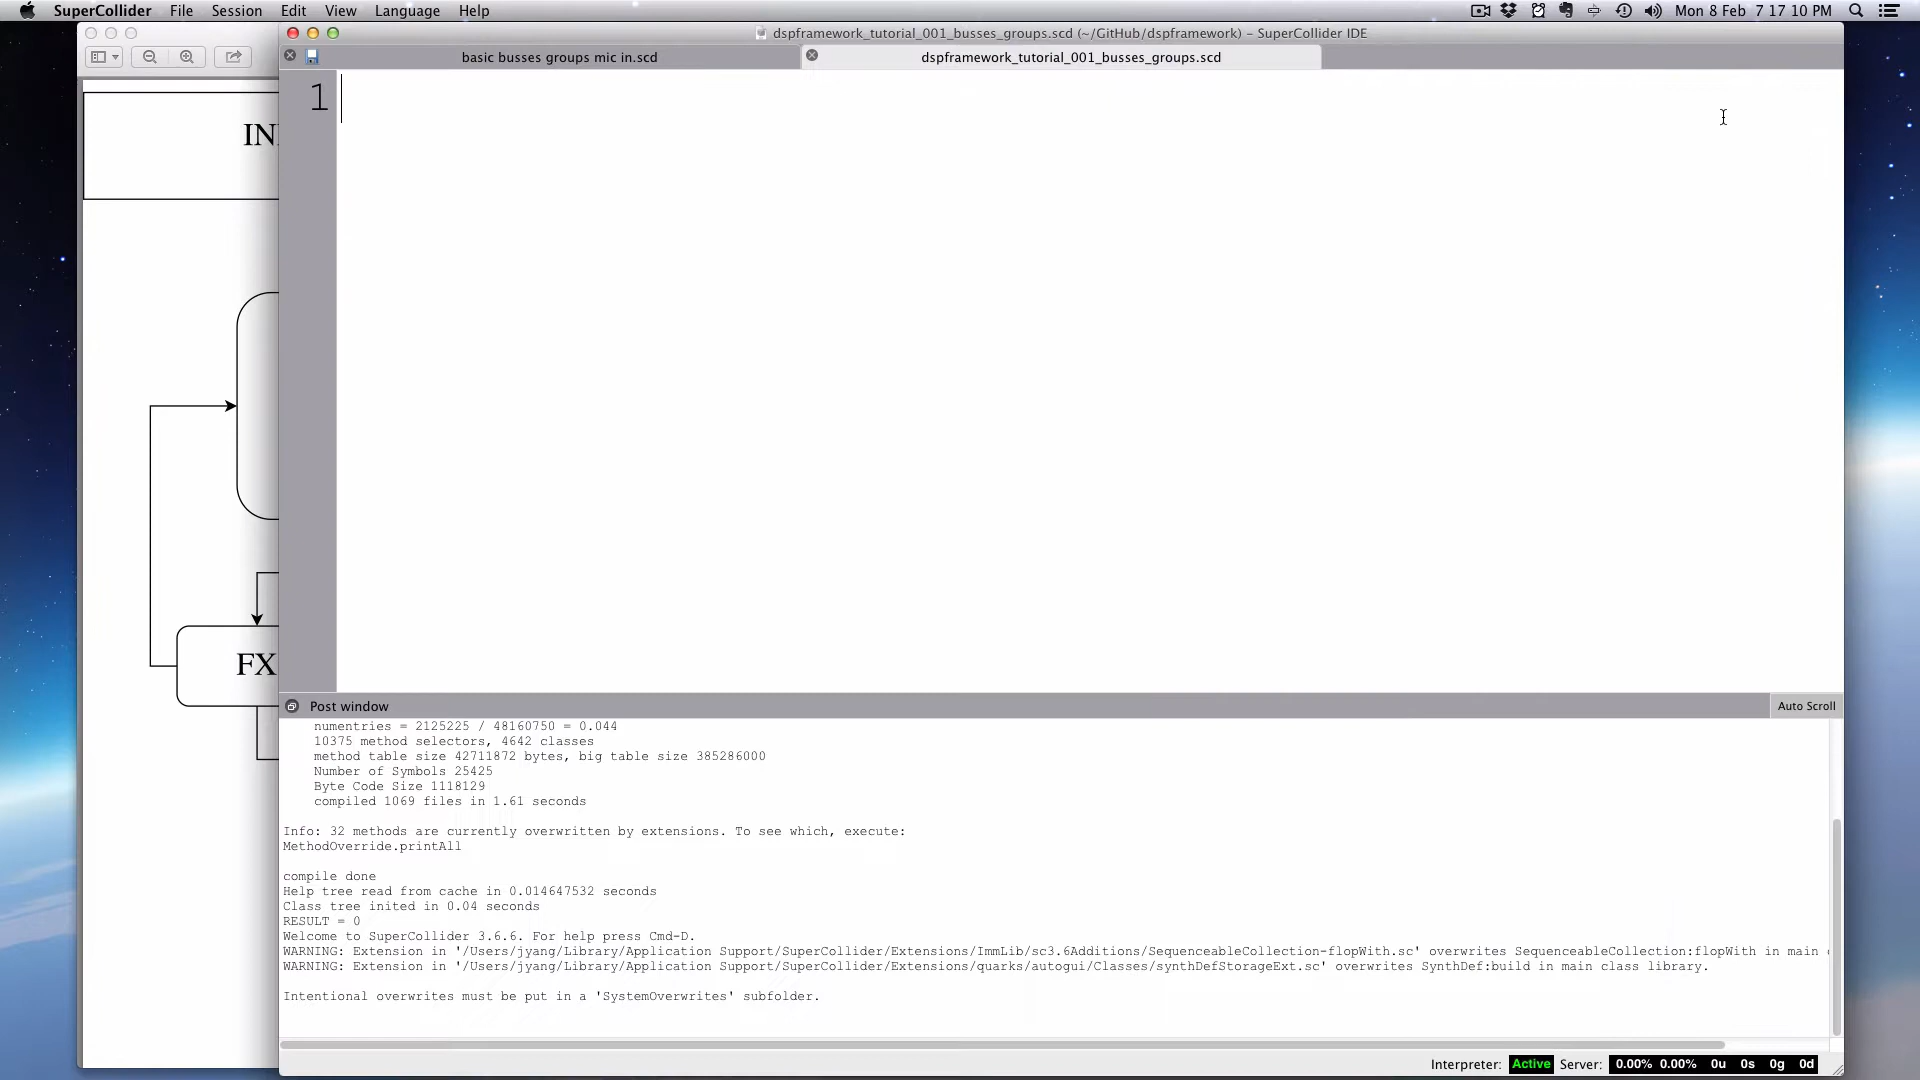 SuperCollider File Session Edit View Language Help Mon 8 Feb 7 17 10 PM
dspframework_tutorial_001_busses_groups.scd (~/GitHub/dspframework) – SuperCollider IDE
basic busses groups mic in.scd dspframework_tutorial_001_busses_groups.scd
1
IN
FX
Post window Auto Scroll
numentries = 2125225 / 48160750 = 0.044
10375 method selectors, 4642 classes
method table size 42711872 bytes, big table size 385286000
Number of Symbols 25425
Byte Code Size 1118129
compiled 1069 files in 1.61 seconds
Info: 32 methods are currently overwritten by extensions. To see which, execute:
MethodOverride.printAll
compile done
Help tree read from cache in 0.014647532 seconds
Class tree inited in 0.04 seconds
RESULT = 0
Welcome to SuperCollider 3.6.6. For help press Cmd-D.
WARNING: Extension in '/Users/jyang/Library/Application Support/SuperCollider/Extensions/ImmLib/sc3.6Additions/SequenceableCollection-flopWith.sc' overwrites SequenceableCollection:flopWith in main
WARNING: Extension in '/Users/jyang/Library/Application Support/SuperCollider/Extensions/quarks/autogui/Classes/synthDefStorageExt.sc' overwrites SynthDef:build in main class library.
Intentional overwrites must be put in a 'SystemOverwrites' subfolder.
Interpreter: Active Server: 0.00% 0.00% 0u 0s 0g 0d